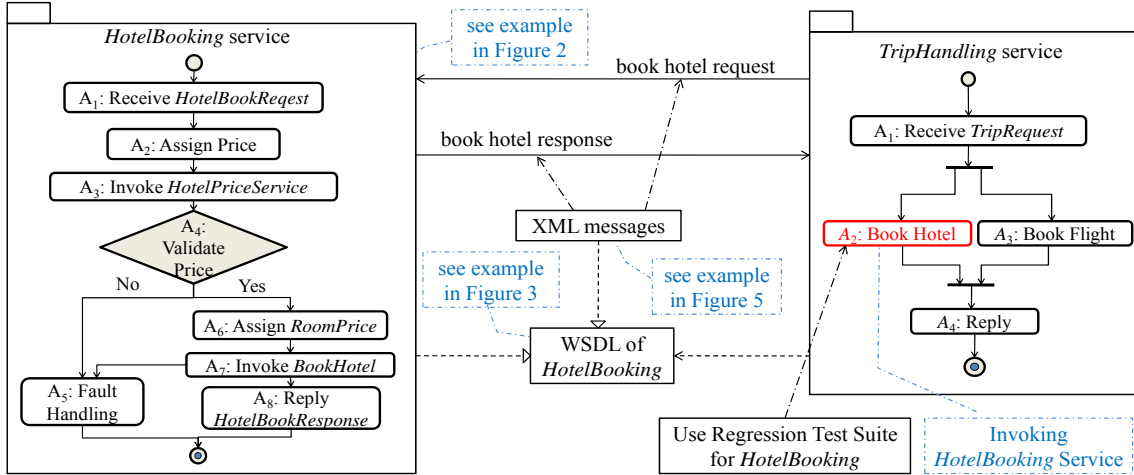 HotelBooking service
A1: Receive HotelBookReqest
A2: Assign Price
A3: Invoke HotelPriceService
A4:
Validate
Price
No
Yes
A6: Assign RoomPrice
A7: Invoke BookHotel
A5: Fault
Handling
A8: Reply
HotelBookResponse
see example
in Figure 2
book hotel request
book hotel response
XML messages
see example
in Figure 3
see example
in Figure 5
WSDL of
HotelBooking
Use Regression Test Suite
for HotelBooking
TripHandling service
A1: Receive TripRequest
A2: Book Hotel
A3: Book Flight
A4: Reply
Invoking
HotelBooking Service